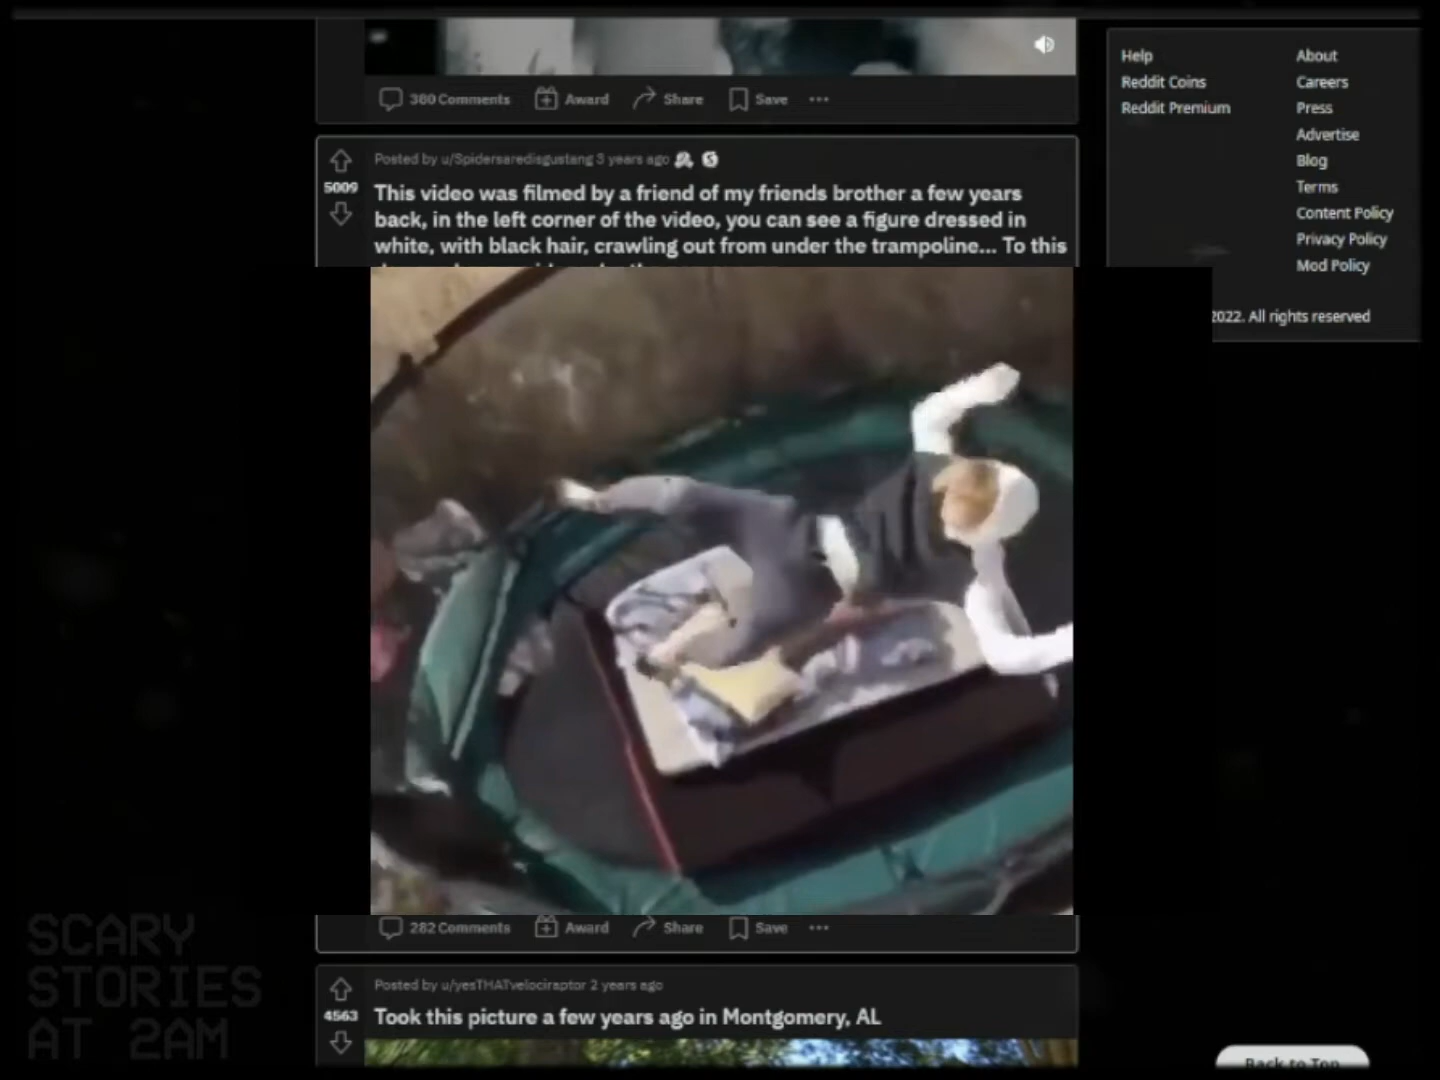 380 Comments Award Share Save
Posted by u/Spidersaredisgustang 3 years ago
5009
This video was filmed by a friend of my friends brother a few years
back, in the left corner of the video, you can see a figure dressed in
white, with black hair, crawling out from under the trampoline... To this
282 Comments Award Share Save
Posted by u/yesTHATvelociraptor 2 years ago
4563
Took this picture a few years ago in Montgomery, AL
Help About
Reddit Coins Careers
Reddit Premium Press
Advertise
Blog
Terms
Content Policy
Privacy Policy
Mod Policy
2022. All rights reserved
Back to Top
SCARY
STORIES
AT 2AM